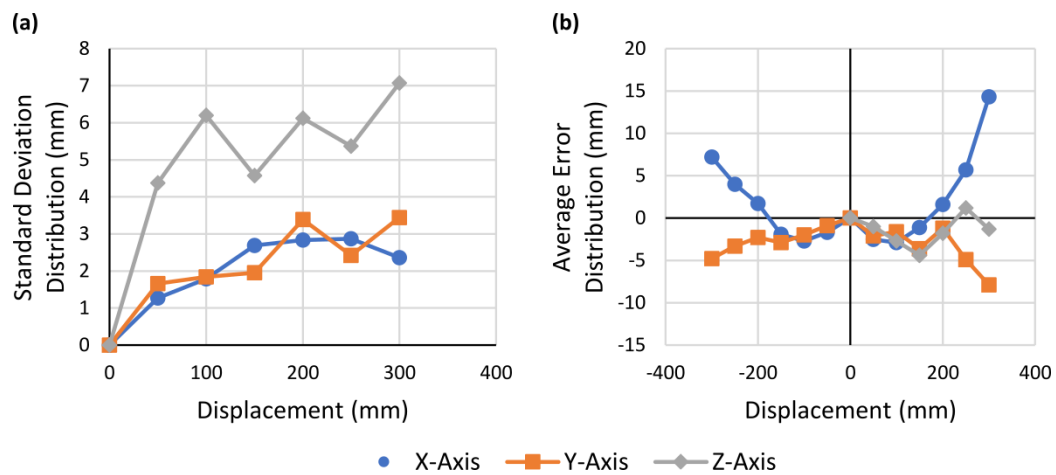 (a)
Standard Deviation
Distribution (mm)
8
7
6
5
4
3
2
1
0
0 100 200 300 400
Displacement (mm)
(b)
Average Error
Distribution (mm)
20
15
10
5
0
-5
-10
-15
-400 -200 0 200 400
Displacement (mm)
X-Axis Y-Axis Z-Axis